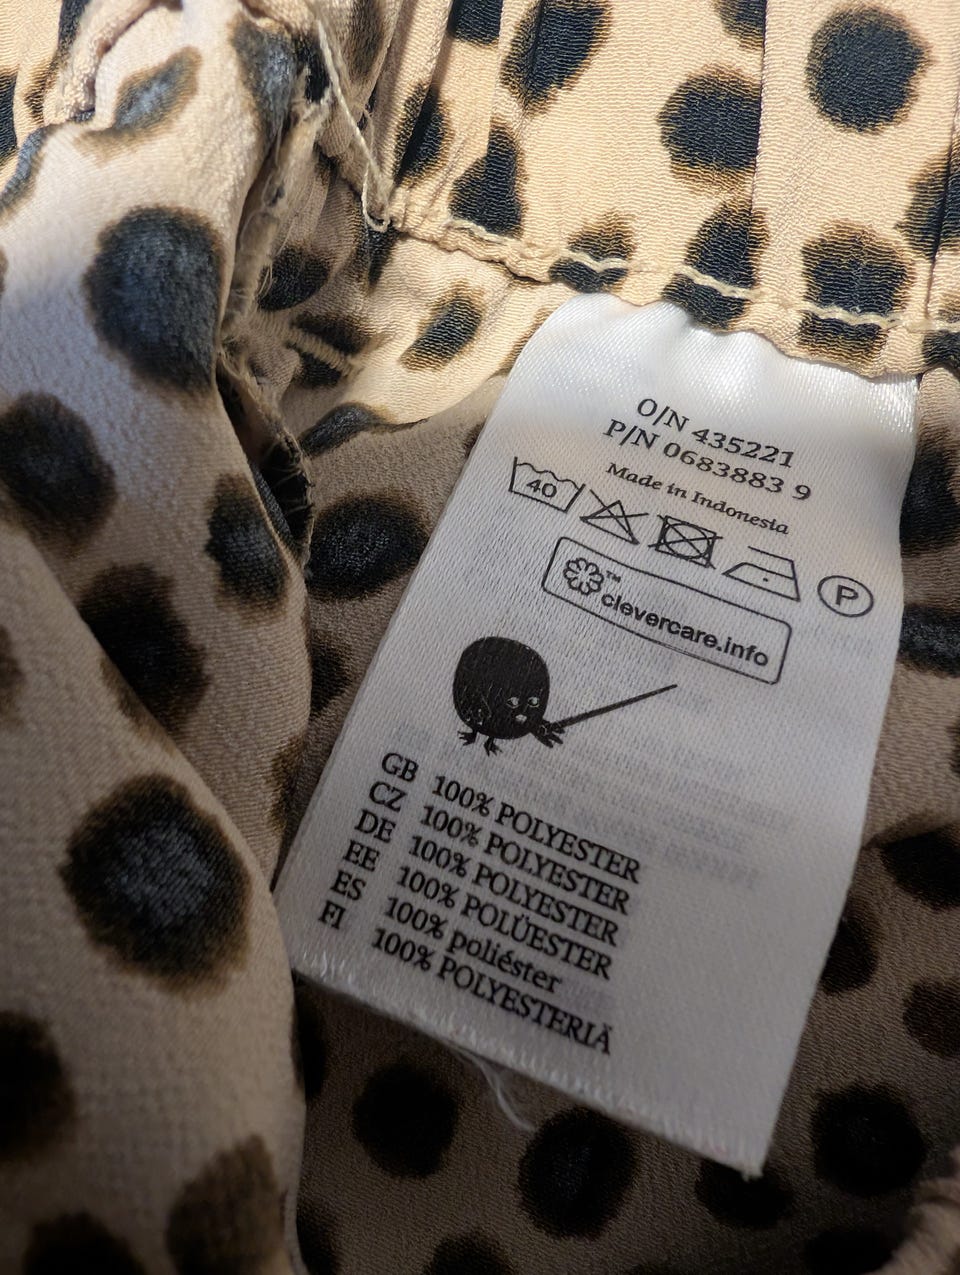 O/N 435221
P/N 0683883 9
Made in Indonesia
40
P
™
clevercare.info
GB 100% POLYESTER
CZ 100% POLYESTER
DE 100% POLYESTER
EE 100% POLÜESTER
ES 100% poliéster
FI 100% POLYESTERIÄ